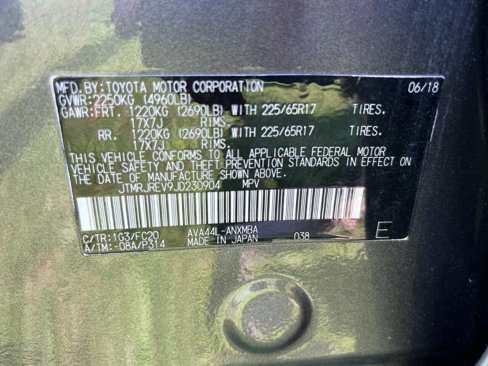 MFD.BY:TOYOTA MOTOR CORPORATION 06/18
GVWR:2250KG (4960LB)
GAWR:FRT. 1220KG (2690LB),WITH 225/65R17 TIRES.
17X7J RIMS.
RR. 1220KG (2690LB),WITH 225/65R17 TIRES.
17X7J RIMS.
THIS VEHICLE CONFORMS TO ALL APPLICABLE FEDERAL MOTOR
VEHICLE SAFETY AND THEFT PREVENTION STANDARDS IN EFFECT ON
THE DATE OF MANUFACTURE SHOWN ABOVE.
JTMRJREV9JD230904 MPV
C/TR:1G3/FC20 AVA44L-ANXMBA
A/TM:-08A/P314 MADE IN JAPAN 038 E